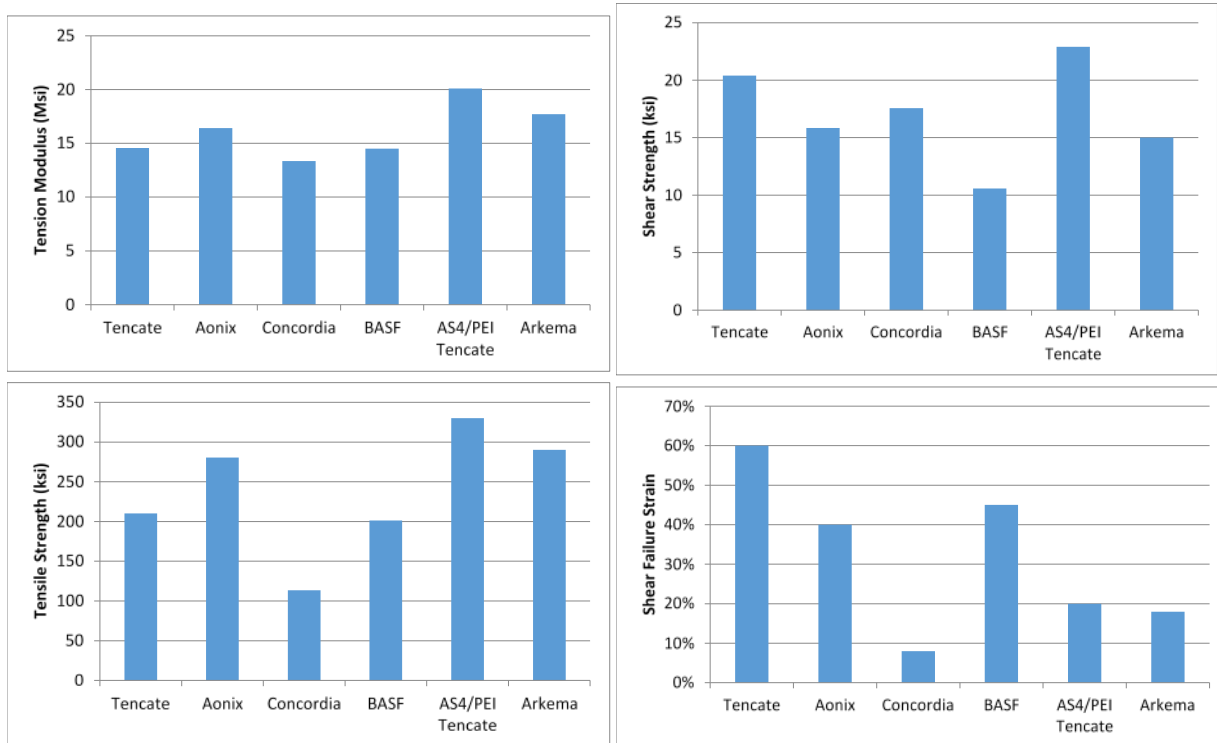 Tension Modulus (Msi)
25
20
15
10
5
0
Tencate Aonix Concordia BASF AS4/PEI Arkema
Tencate
Shear Strength (ksi)
25
20
15
10
5
0
Tencate Aonix Concordia BASF AS4/PEI Arkema
Tencate
Tensile Strength (ksi)
350
300
250
200
150
100
50
0
Tencate Aonix Concordia BASF AS4/PEI Arkema
Tencate
Shear Failure Strain
70%
60%
50%
40%
30%
20%
10%
0%
Tencate Aonix Concordia BASF AS4/PEI Arkema
Tencate